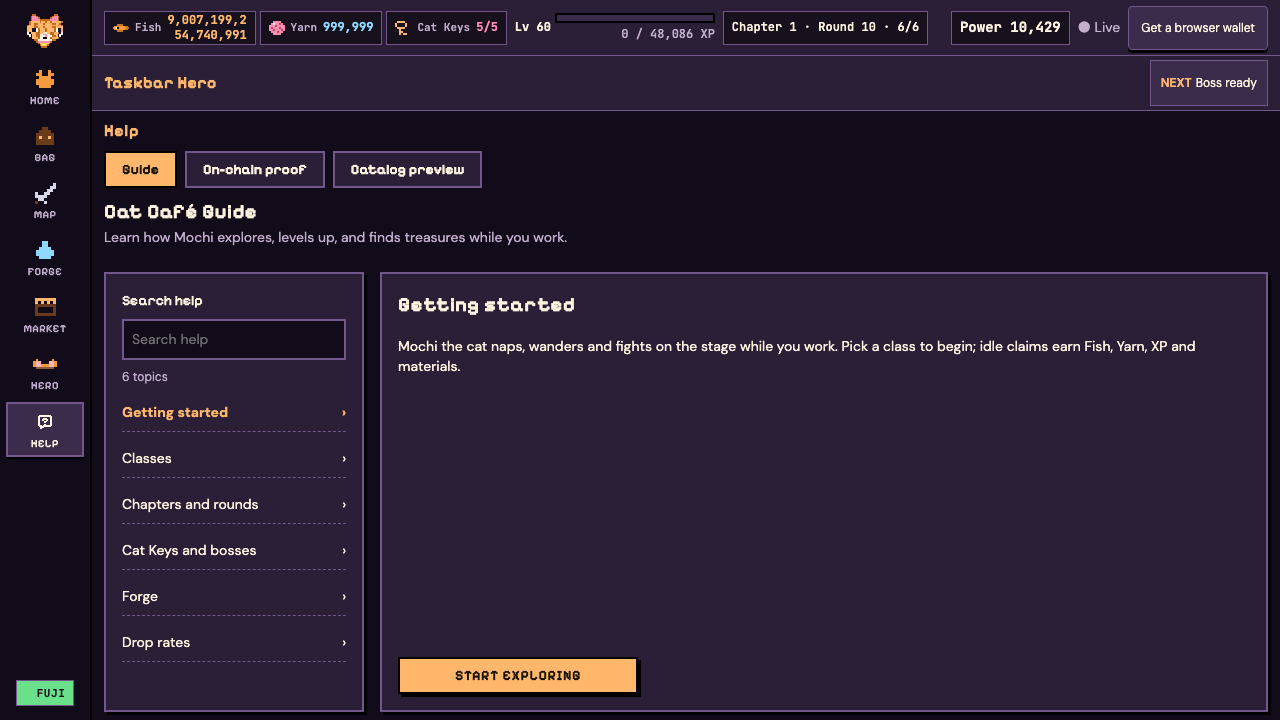 Fish 9,007,199,2
54,740,991
Yarn 999,999
Cat Keys 5/5
Lv 60
0 / 48,086 XP
Chapter 1 · Round 10 · 6/6
Power 10,429
Live
Get a browser wallet
HOME
BAG
MAP
FORGE
MARKET
HERO
HELP
FUJI
Taskbar Hero
NEXT Boss ready
Help
Guide
On-chain proof
Catalog preview
Cat Café Guide
Learn how Mochi explores, levels up, and finds treasures while you work.
Search help
Search help
6 topics
Getting started ›
Classes ›
Chapters and rounds ›
Cat Keys and bosses ›
Forge ›
Drop rates ›
Getting started
Mochi the cat naps, wanders and fights on the stage while you work. Pick a class to begin; idle claims earn Fish, Yarn, XP and
materials.
START EXPLORING